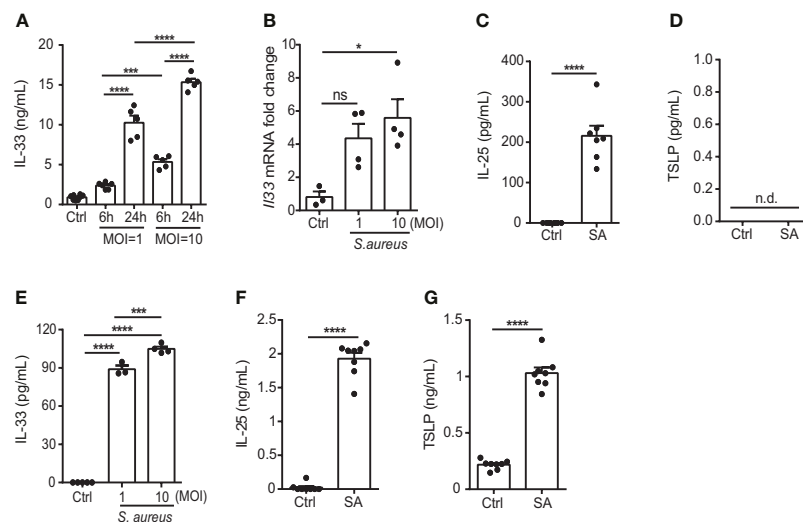 A
IL-33 (ng/mL)
20
15
10
5
0
****
***
****
****
Ctrl 6h 24h 6h 24h
MOI=1 MOI=10
B
Il33 mRNA fold change
10
8
6
4
2
0
*
ns
Ctrl 1 10 (MOI)
S.aureus
C
IL-25 (pg/mL)
400
300
200
100
0
****
Ctrl SA
D
TSLP (pg/mL)
1.0
0.8
0.6
0.4
0.2
0.0
n.d.
Ctrl SA
E
IL-33 (pg/mL)
120
90
60
30
0
***
****
****
Ctrl 1 10 (MOI)
S. aureus
F
IL-25 (ng/mL)
2.5
2
1.5
1
0.5
0
****
Ctrl SA
G
TSLP (ng/mL)
1.5
1
0.5
0
****
Ctrl SA